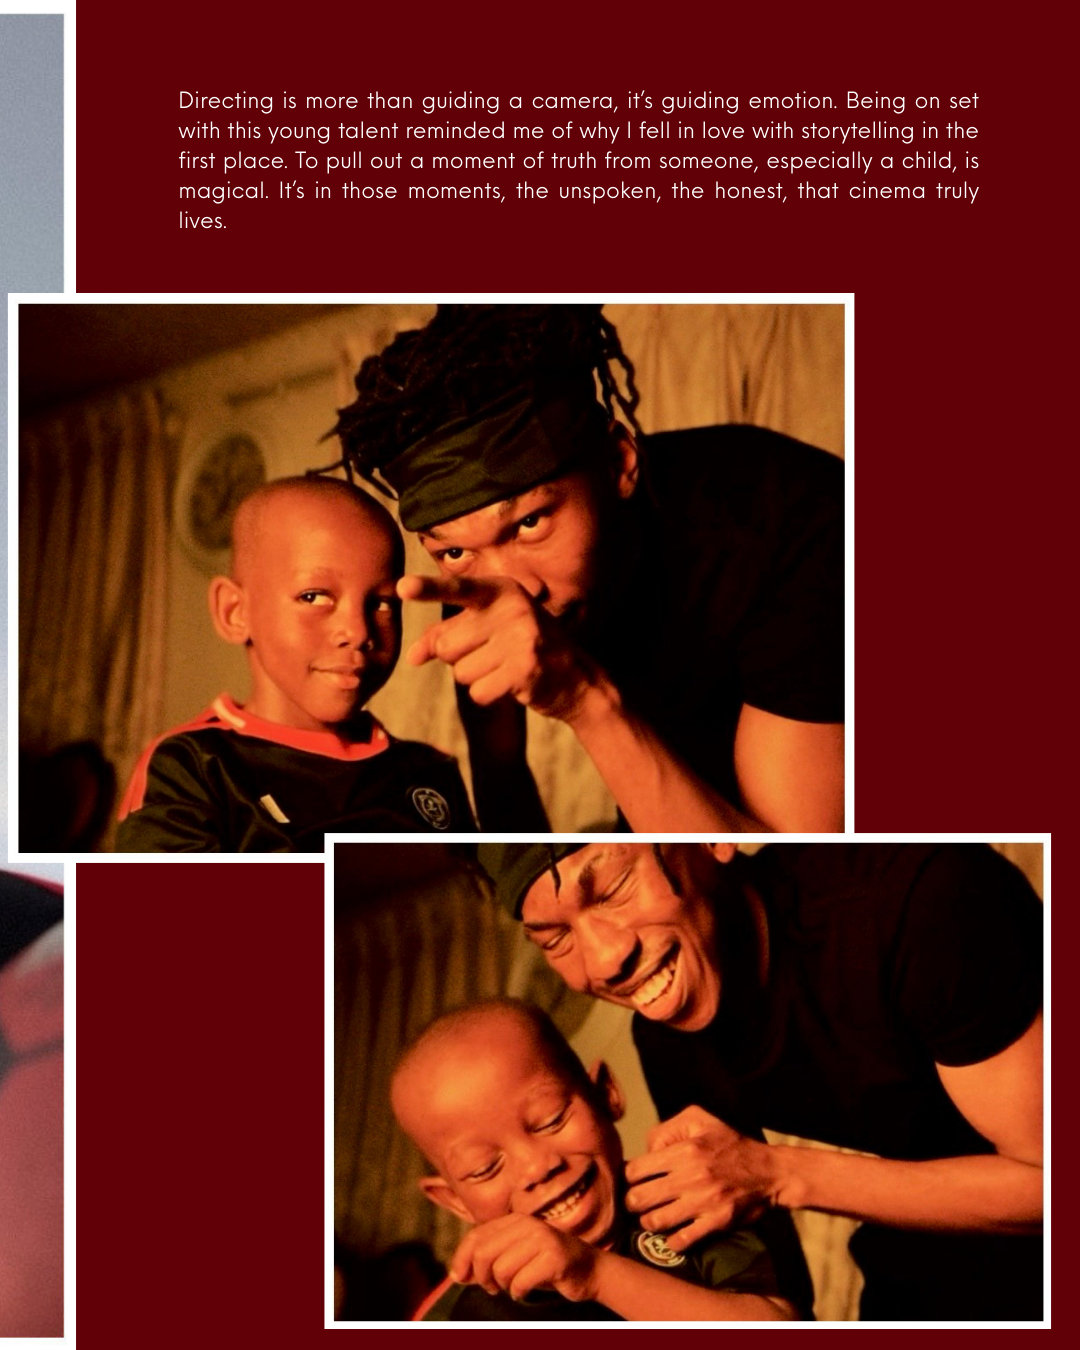 Directing is more than guiding a camera, it’s guiding emotion. Being on set
with this young talent reminded me of why I fell in love with storytelling in the
first place. To pull out a moment of truth from someone, especially a child, is
magical. It’s in those moments, the unspoken, the honest, that cinema truly
lives.